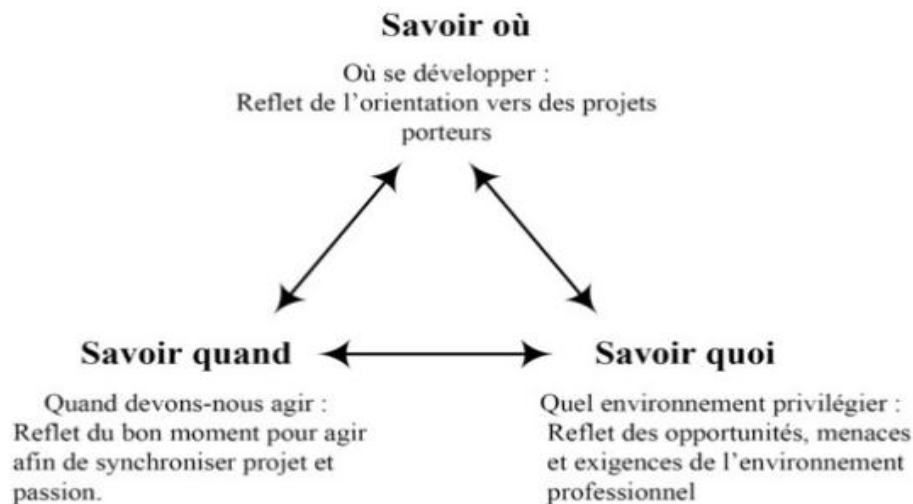 Savoir où
Où se développer :
Reflet de l’orientation vers des projets
porteurs
Savoir quand
Quand devons-nous agir :
Reflet du bon moment pour agir
afin de synchroniser projet et
passion.
Savoir quoi
Quel environnement privilégier :
Reflet des opportunités, menaces
et exigences de l’environnement
professionnel